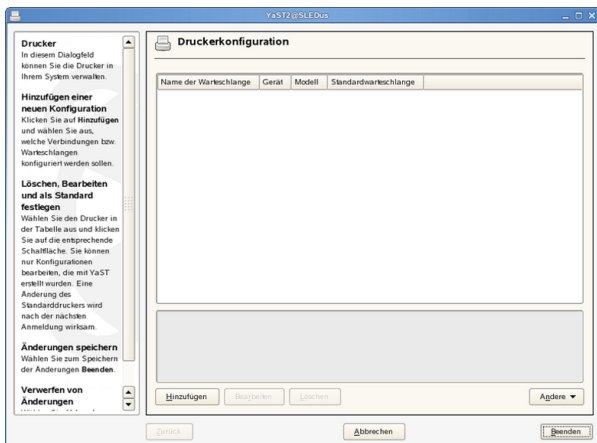 YaST2@SLEDus
Drucker
In diesem Dialogfeld
können Sie die Drucker in
Ihrem System verwalten.
Hinzufügen einer
neuen Konfiguration
Klicken Sie auf Hinzufügen
und wählen Sie aus,
welche Verbindungen bzw.
Warteschlangen
konfiguriert werden sollen.
Löschen, Bearbeiten
und als Standard
festlegen
Wählen Sie den Drucker in
der Tabelle aus und klicken
Sie auf die entsprechende
Schaltfläche. Sie können
nur Konfigurationen
bearbeiten, die mit YaST
erstellt wurden. Eine
Änderung des
Standarddruckers wird
nach der nächsten
Anmeldung wirksam.
Änderungen speichern
Wählen Sie zum Speichern
der Änderungen Beenden.
Verwerfen von
Änderungen
Druckerkonfiguration
Name der Warteschlange Gerät Modell Standardwarteschlange
Hinzufügen Bearbeiten Löschen Andere
Zurück Abbrechen Beenden